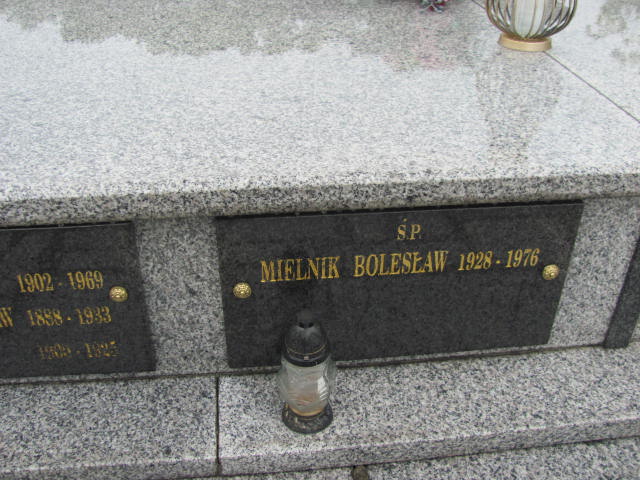 1902 - 1969
W 1888 - 1933
Ś.P.
MIELNIK BOLESŁAW 1928 - 1976